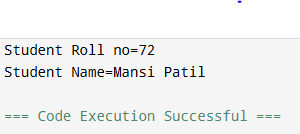 Student Roll no=72
Student Name=Mansi Patil
=== Code Execution Successful ===